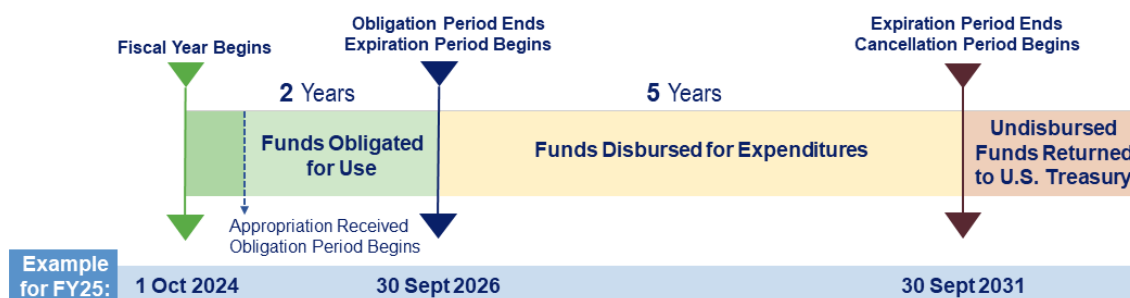 Fiscal Year Begins
Obligation Period Ends
Expiration Period Begins
Expiration Period Ends
Cancellation Period Begins
2 Years
5 Years
Funds Obligated
for Use
Funds Disbursed for Expenditures
Undisbursed
Funds Returned
to U.S. Treasury
Appropriation Received
Obligation Period Begins
Example
for FY25:
1 Oct 2024
30 Sept 2026
30 Sept 2031